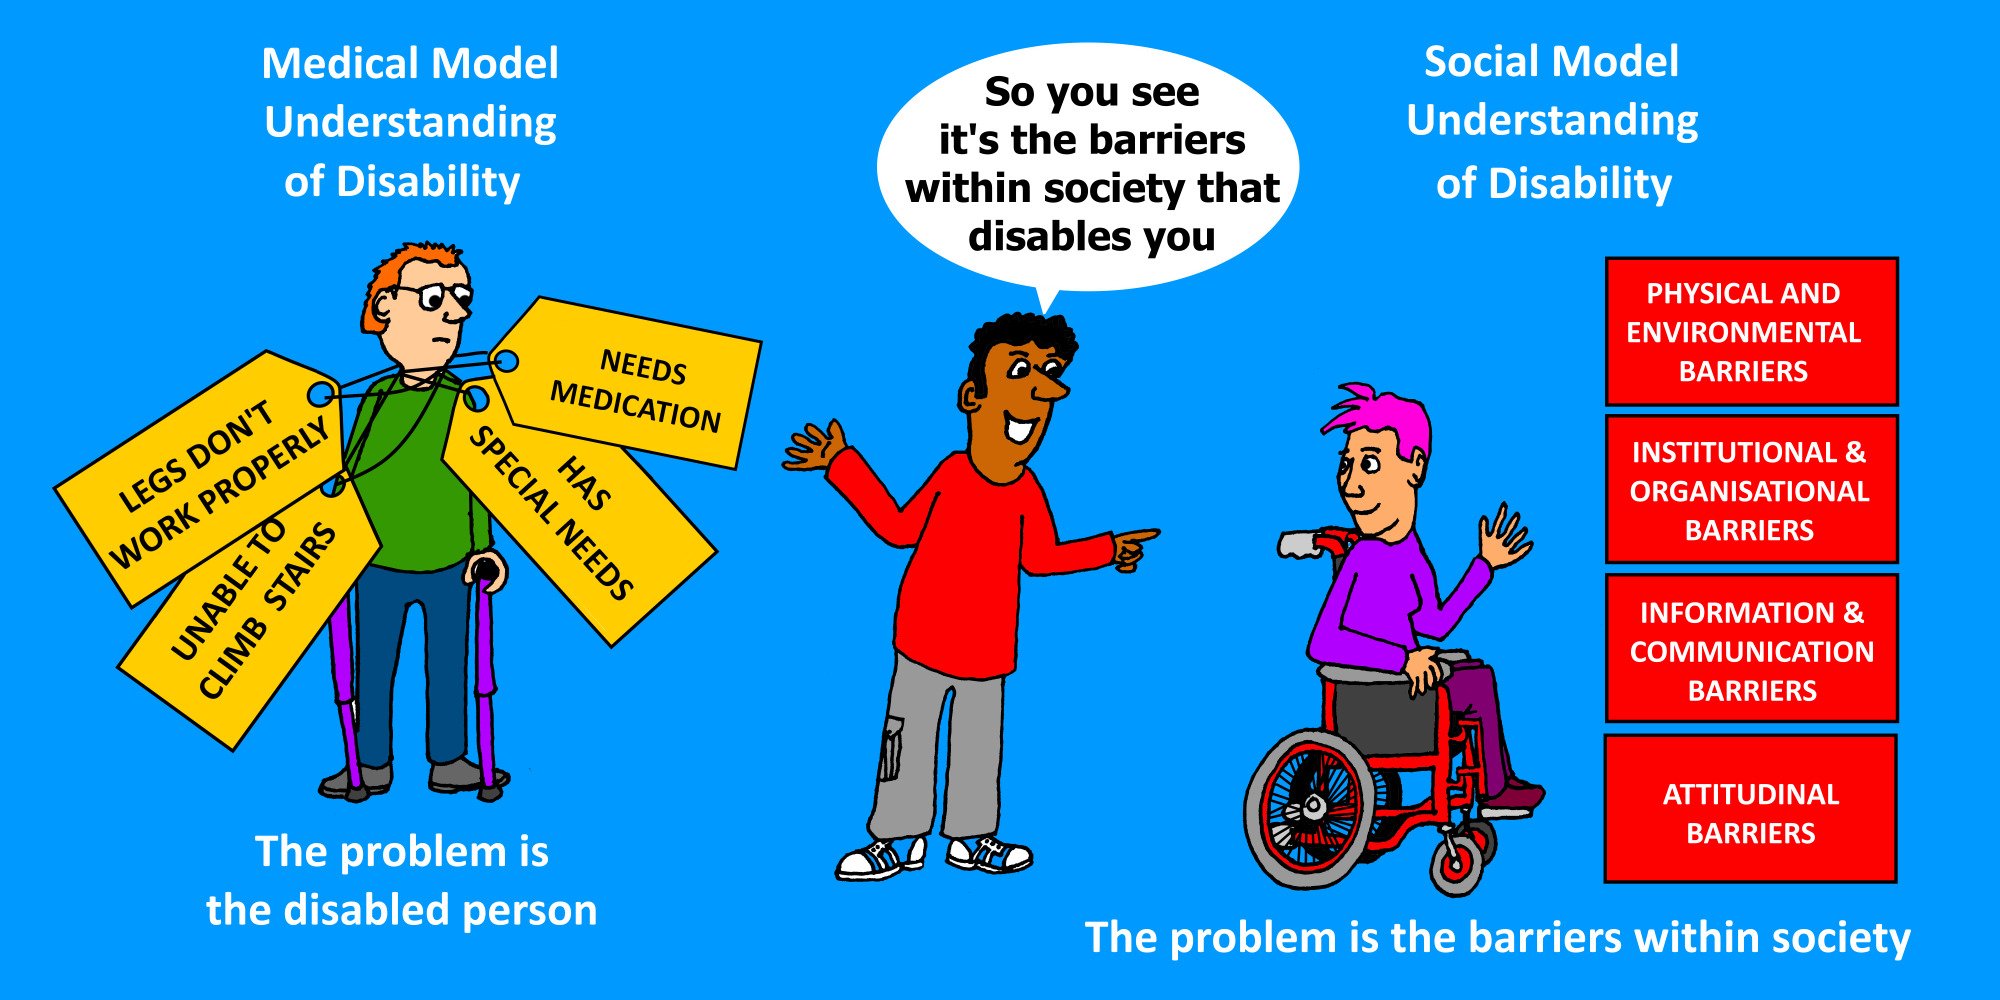 Medical Model
Understanding
of Disability
LEGS DON'T
WORK PROPERLY
UNABLE TO
CLIMB STAIRS
NEEDS
MEDICATION
HAS
SPECIAL NEEDS
The problem is
the disabled person
So you see
it's the barriers
within society that
disables you
Social Model
Understanding
of Disability
PHYSICAL AND
ENVIRONMENTAL
BARRIERS
INSTITUTIONAL &
ORGANISATIONAL
BARRIERS
INFORMATION &
COMMUNICATION
BARRIERS
ATTITUDINAL
BARRIERS
The problem is the barriers within society